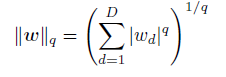 ‖w‖_q = ( ∑_{d=1}^{D} |w_d|^q )^{1/q}